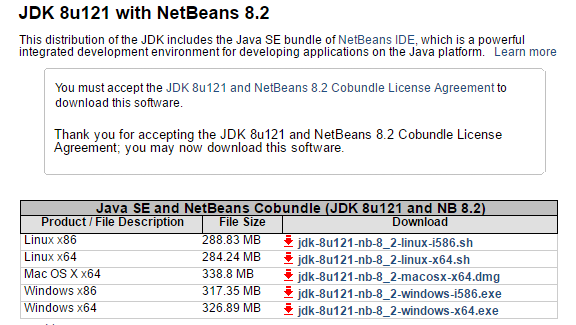 JDK 8u121 with NetBeans 8.2
This distribution of the JDK includes the Java SE bundle of NetBeans IDE, which is a powerful
integrated development environment for developing applications on the Java platform. Learn more
You must accept the JDK 8u121 and NetBeans 8.2 Cobundle License Agreement to
download this software.
Thank you for accepting the JDK 8u121 and NetBeans 8.2 Cobundle License
Agreement; you may now download this software.
Java SE and NetBeans Cobundle (JDK 8u121 and NB 8.2)
Product / File Description File Size Download
Linux x86 288.83 MB jdk-8u121-nb-8_2-linux-i586.sh
Linux x64 284.24 MB jdk-8u121-nb-8_2-linux-x64.sh
Mac OS X x64 338.8 MB jdk-8u121-nb-8_2-macosx-x64.dmg
Windows x86 317.35 MB jdk-8u121-nb-8_2-windows-i586.exe
Windows x64 326.89 MB jdk-8u121-nb-8_2-windows-x64.exe